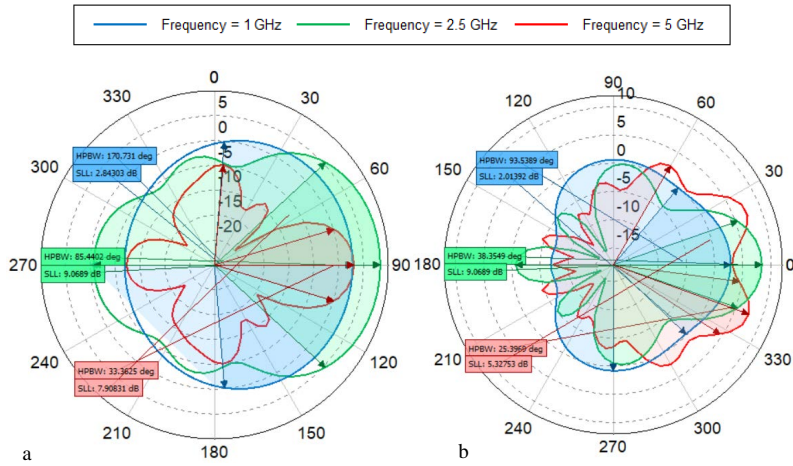 Frequency = 1 GHz Frequency = 2.5 GHz Frequency = 5 GHz
0
30
60
90
120
150
180
210
240
270
300
330
5
0
-5
-10
-15
-20
HPBW: 170.731 deg
SLL: 2.84303 dB
HPBW: 85.4402 deg
SLL: 9.0689 dB
HPBW: 33.3625 deg
SLL: 7.90831 dB
a
90
60
0
330
300
270
240
210
180
150
120
10
5
0
-5
-10
-15
HPBW: 93.5389 deg
SLL: 2.01392 dB
HPBW: 38.3549 deg
SLL: 9.0689 dB
HPBW: 25.3969 deg
SLL: 5.32753 dB
b